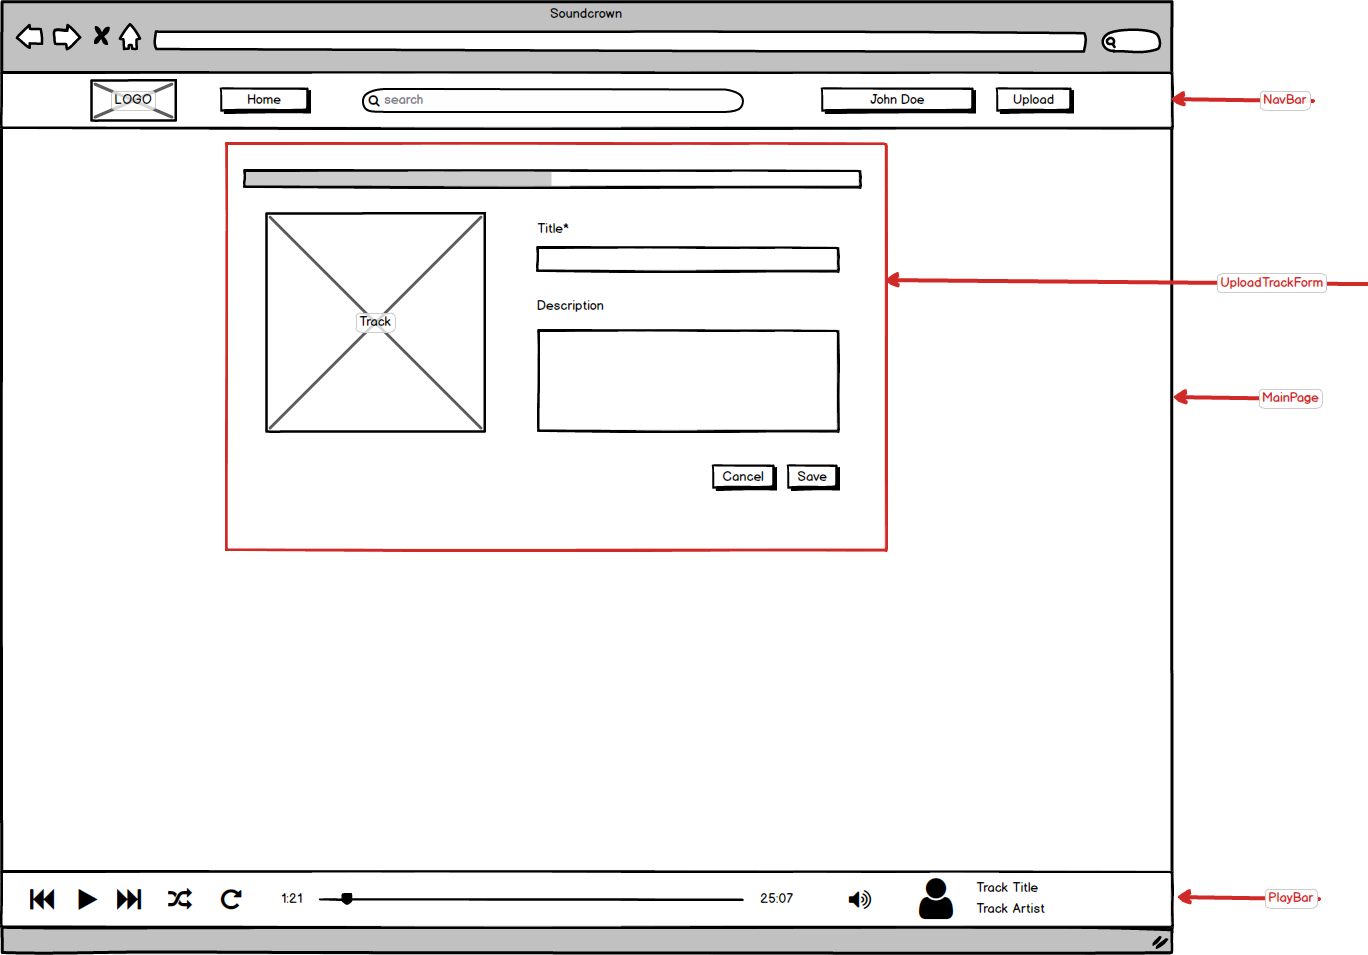 Soundcrown
LOGO
Home
search
John Doe
Upload
NavBar
Title*
UploadTrackForm
Description
Track
MainPage
Cancel
Save
1:21
25:07
Track Title
Track Artist
PlayBar